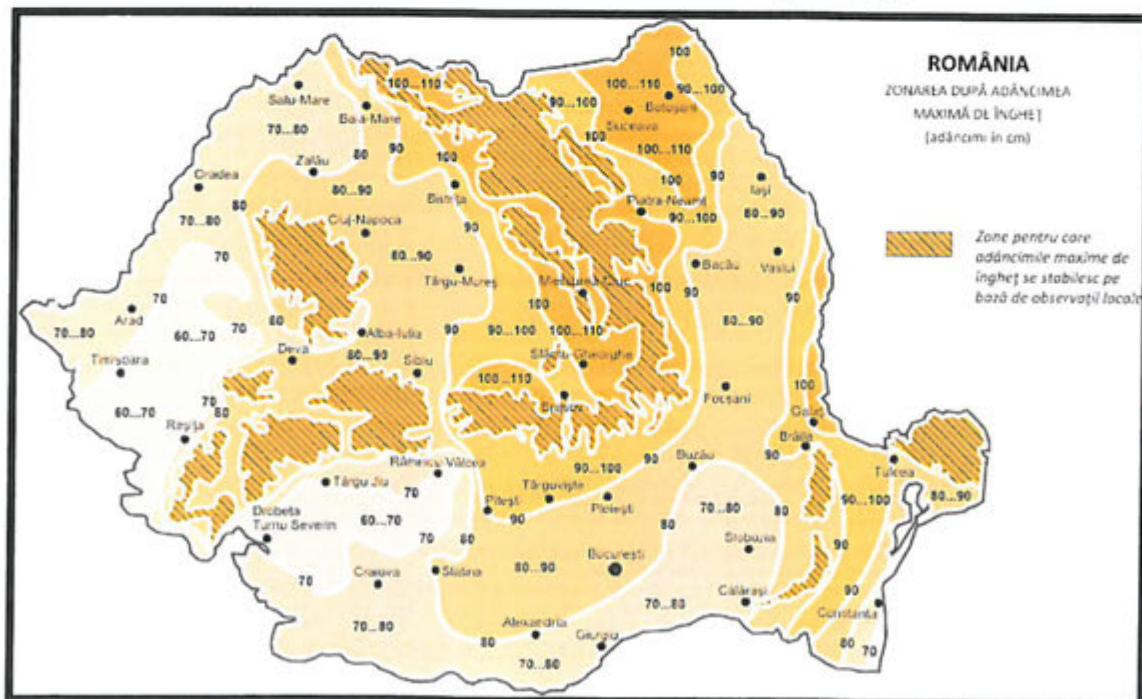 ROMÂNIA
ZONAREA DUPĂ ADÂNCIMEA
MAXIMĂ DE ÎNGHEȚ
(adâncimi în cm)
Zone pentru care
adâncimile maxime de
îngheț se stabilesc pe
bază de observații locale
100
100...110
100...110
90...100
90...100
Satu-Mare
Baia-Mare
Botoșani
Suceava
70...80
80
90
100
100
100...110
Zalău
Oradea
80
80...90
Bistrița
100
90
Iași
Piatra-Neamț
80...90
70...80
Cluj-Napoca
90
90...100
70
80...90
Târgu-Mureș
Bacău
Vaslui
90
70
Arad
100
100
90
70...80
60...70
70
80
Alba-Iulia
90
90...100
100...110
80...90
Timișoara
Deva
80...90
Sibiu
Sfântu-Gheorghe
60...70
70
80
100...110
Brașov
Focșani
100
Reșița
Galați
Brăila
90
90
Râmnicu-Vâlcea
70
90...100
Buzău
Tulcea
Târgu Jiu
Târgoviște
80...90
Pitești
90
Ploiești
70...80
90...100
Drobeta
Turnu Severin
60...70
70
80
80
80
Slobozia
90
70
Craiova
Slatina
80...90
București
Călărași
70...80
90
Constanța
70...80
80
Alexandria
Giurgiu
70...80
80
70